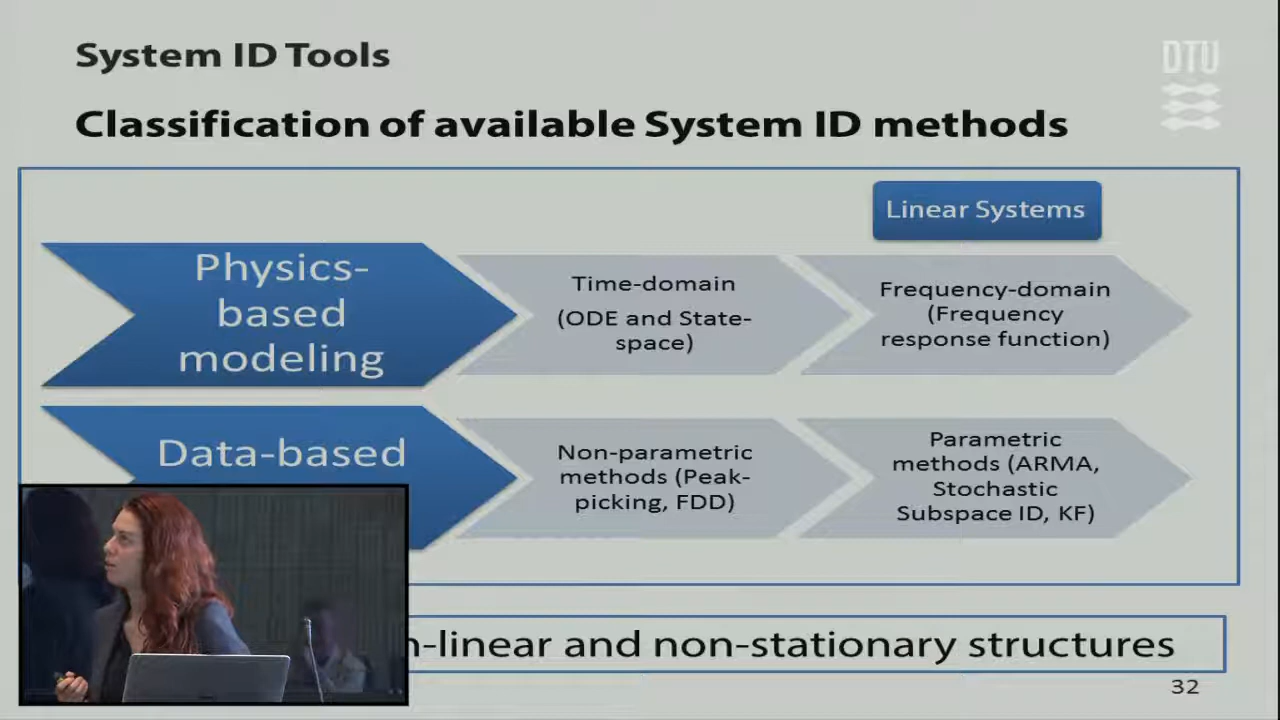 System ID Tools
DTU
Classification of available System ID methods
Linear Systems
Physics-
based
modeling
Time-domain
(ODE and State-
space)
Frequency-domain
(Frequency
response function)
Data-based
Non-parametric
methods (Peak-
picking, FDD)
Parametric
methods (ARMA,
Stochastic
Subspace ID, KF)
-linear and non-stationary structures
32